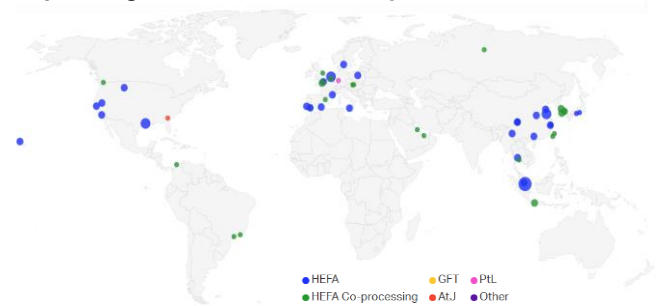 HEFA GFT PtL
HEFA Co-processing AtJ Other